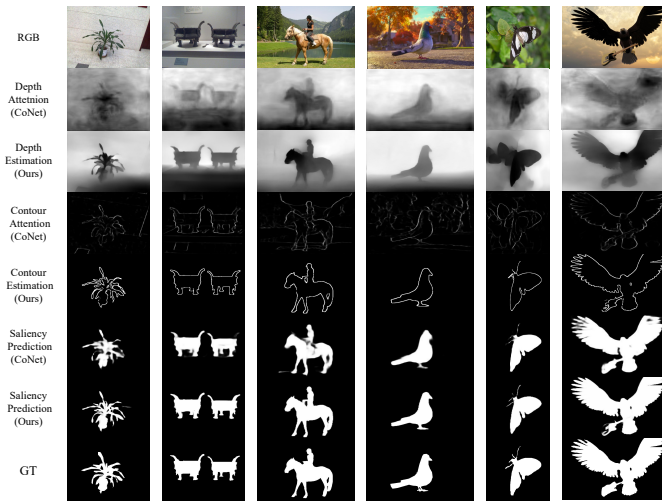 RGB
Depth
Attetnion
(CoNet)
Depth
Estimation
(Ours)
Contour
Attention
(CoNet)
Contour
Estimation
(Ours)
Saliency
Prediction
(CoNet)
Saliency
Prediction
(Ours)
GT